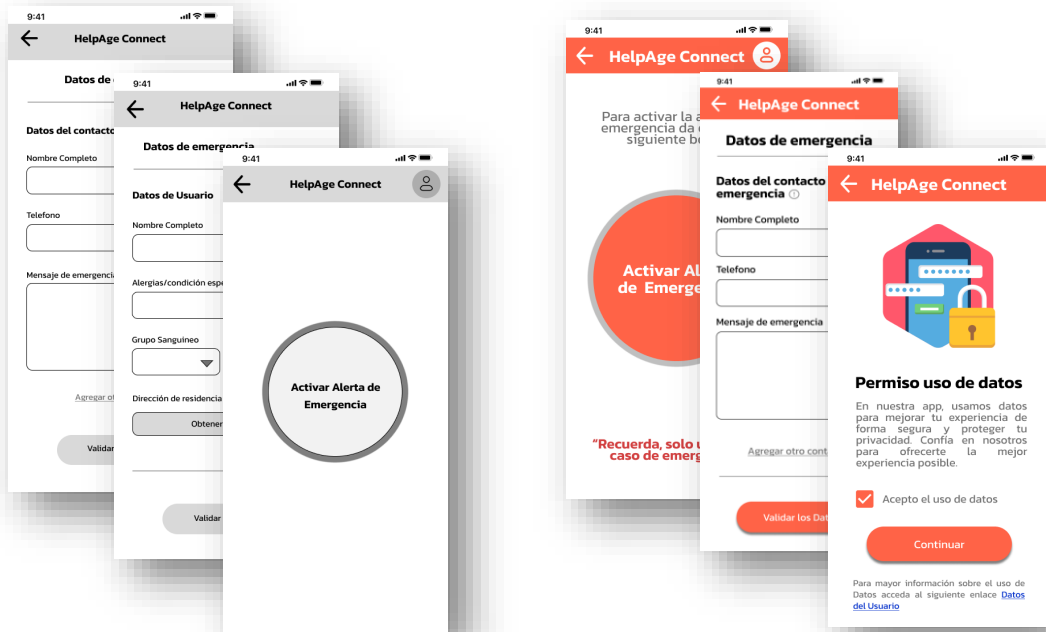 9:41
HelpAge Connect
Datos de
Datos del contacto
Nombre Completo
Telefono
Mensaje de emergencia
Agregar
Validar
9:41
HelpAge Connect
Datos de emergencia
Datos de Usuario
Nombre Completo
Alergias/condición
Grupo Sanguineo
Dirección de residencia
Obtener
Validar
9:41
HelpAge Connect
Activar Alerta de
Emergencia
9:41
HelpAge Connect
Para activar la
emergencia da
siguiente
Activar
de
"Recuerda, solo
caso de
9:41
HelpAge Connect
Datos de emergencia
Datos del contacto
emergencia
Nombre Completo
Telefono
Mensaje de emergencia
Agregar otro
Validar los
9:41
HelpAge Connect
Permiso uso de datos
En nuestra app, usamos datos
para mejorar tu experiencia de
forma segura y proteger tu
privacidad. Confía en nosotros
para ofrecerte la mejor
experiencia posible.
Acepto el uso de datos
Continuar
Para mayor información sobre el uso de
Datos acceda al siguiente enlace Datos
del Usuario